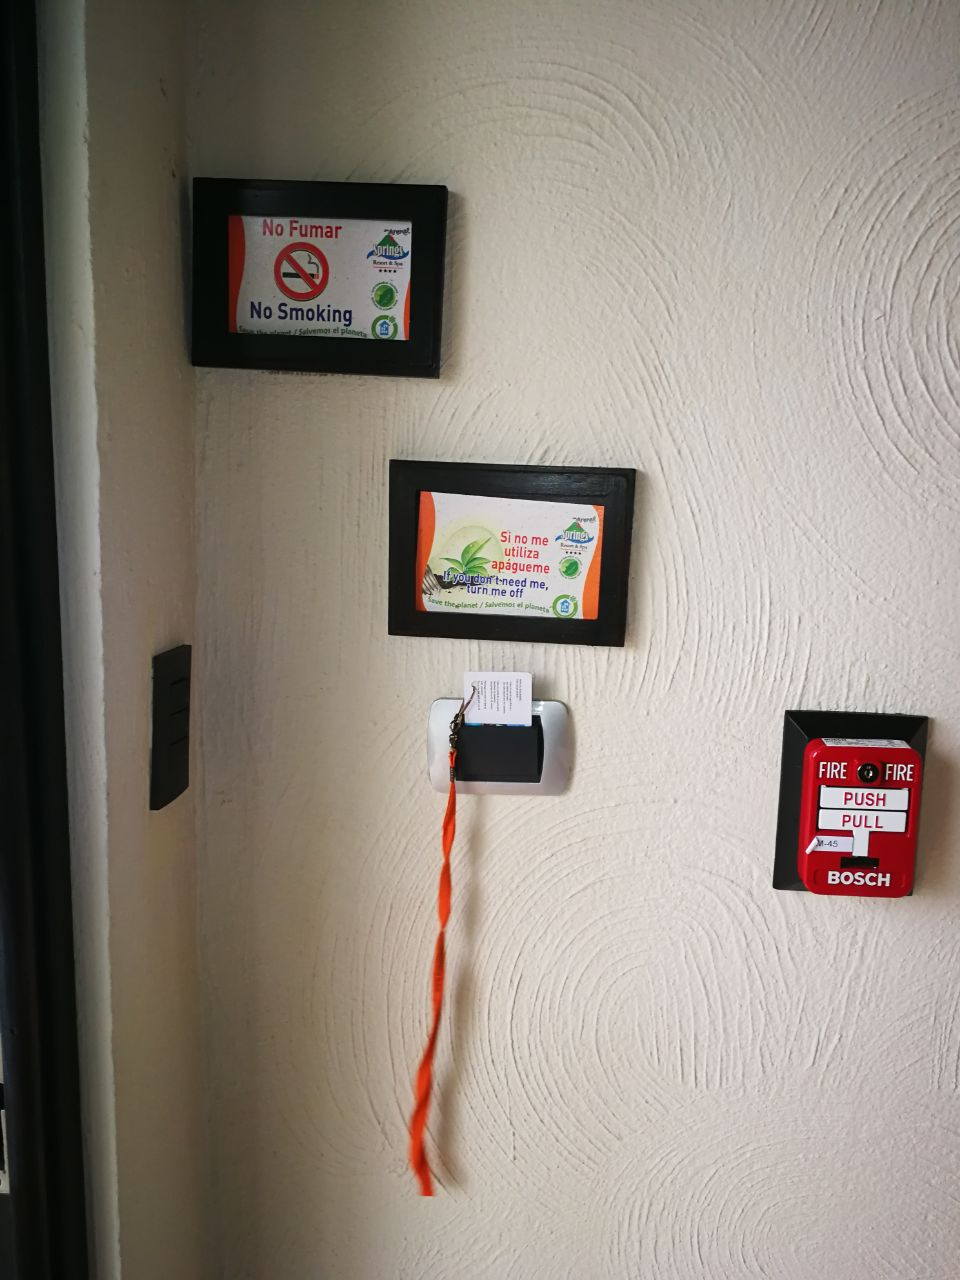 No Fumar
No Smoking
Save the planet / Salvemos el planeta
Arenal
Springs
Resort & Spa
Si no me
utiliza
apágueme
If you don't need me,
turn me off
Save the planet / Salvemos el planeta
Arenal
Springs
Resort & Spa
FIRE FIRE
PUSH
PULL
M-45
BOSCH